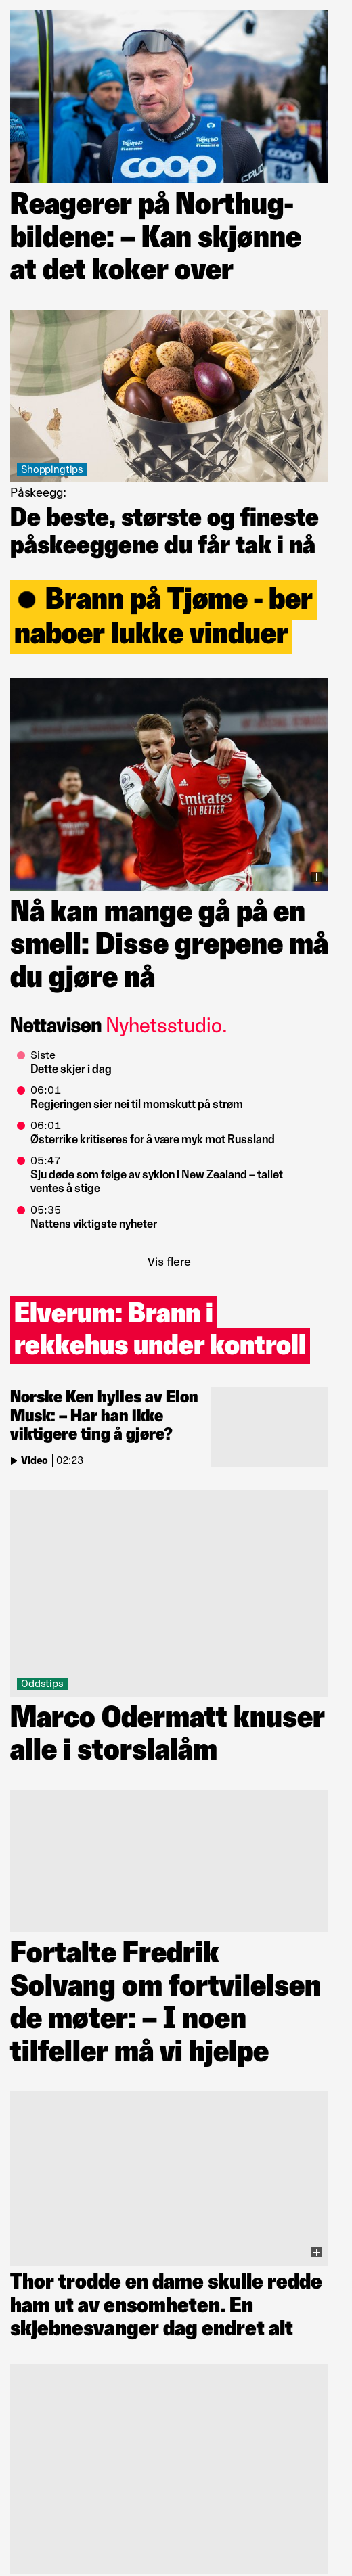 TRENTINO
TRENTINO
coop
Reagerer på Northug-
bildene: – Kan skjønne
at det koker over
Shoppingtips
Påskeegg:
De beste, største og fineste
påskeeggene du får tak i nå
Brann på Tjøme - ber
naboer lukke vinduer
Emirates
FLY BETTER
Nå kan mange gå på en
smell: Disse grepene må
du gjøre nå
Nettavisen Nyhetsstudio.
Siste
Dette skjer i dag
06:01
Regjeringen sier nei til momskutt på strøm
06:01
Østerrike kritiseres for å være myk mot Russland
05:47
Sju døde som følge av syklon i New Zealand – tallet
ventes å stige
05:35
Nattens viktigste nyheter
Vis flere
Elverum: Brann i
rekkehus under kontroll
Norske Ken hylles av Elon
Musk: – Har han ikke
viktigere ting å gjøre?
Video | 02:23
Oddstips
Marco Odermatt knuser
alle i storslalåm
Fortalte Fredrik
Solvang om fortvilelsen
de møter: – I noen
tilfeller må vi hjelpe
Thor trodde en dame skulle redde
ham ut av ensomheten. En
skjebnesvanger dag endret alt